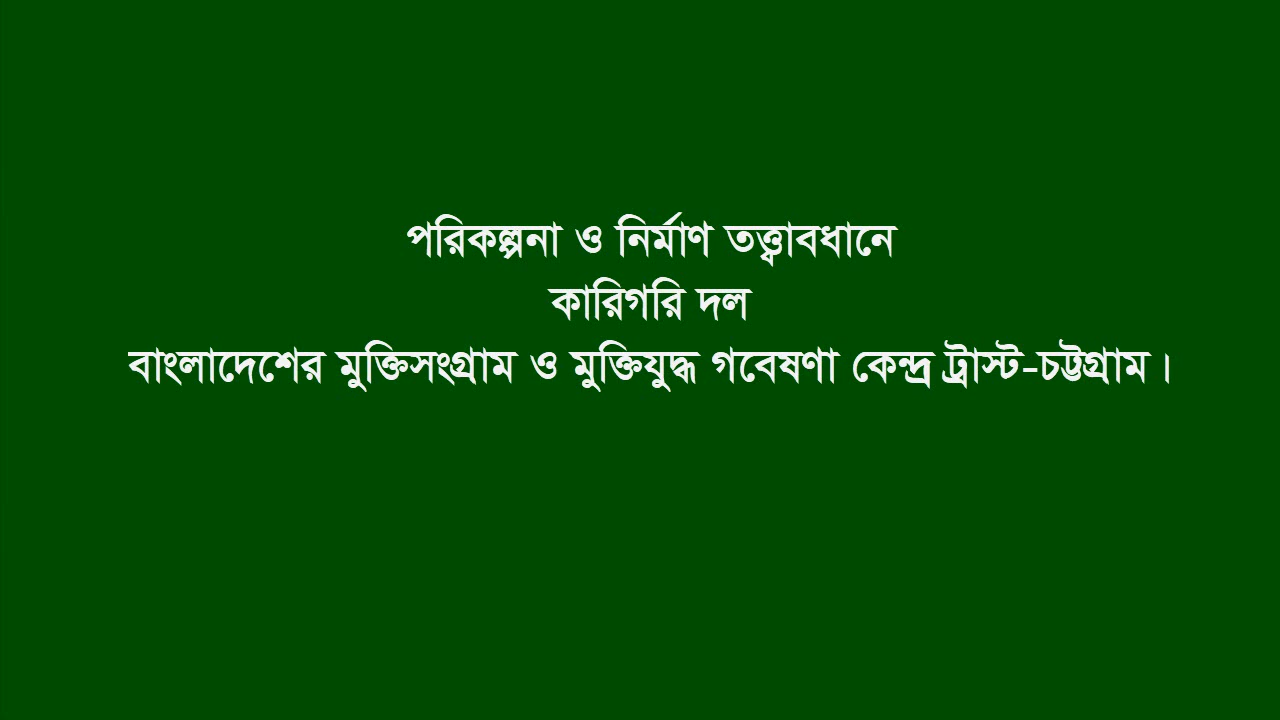 পরিকল্পনা ও নির্মাণ তত্ত্বাবধানে
কারিগরি দল
বাংলাদেশের মুক্তিসংগ্রাম ও মুক্তিযুদ্ধ গবেষণা কেন্দ্র ট্রাস্ট-চট্টগ্রাম।